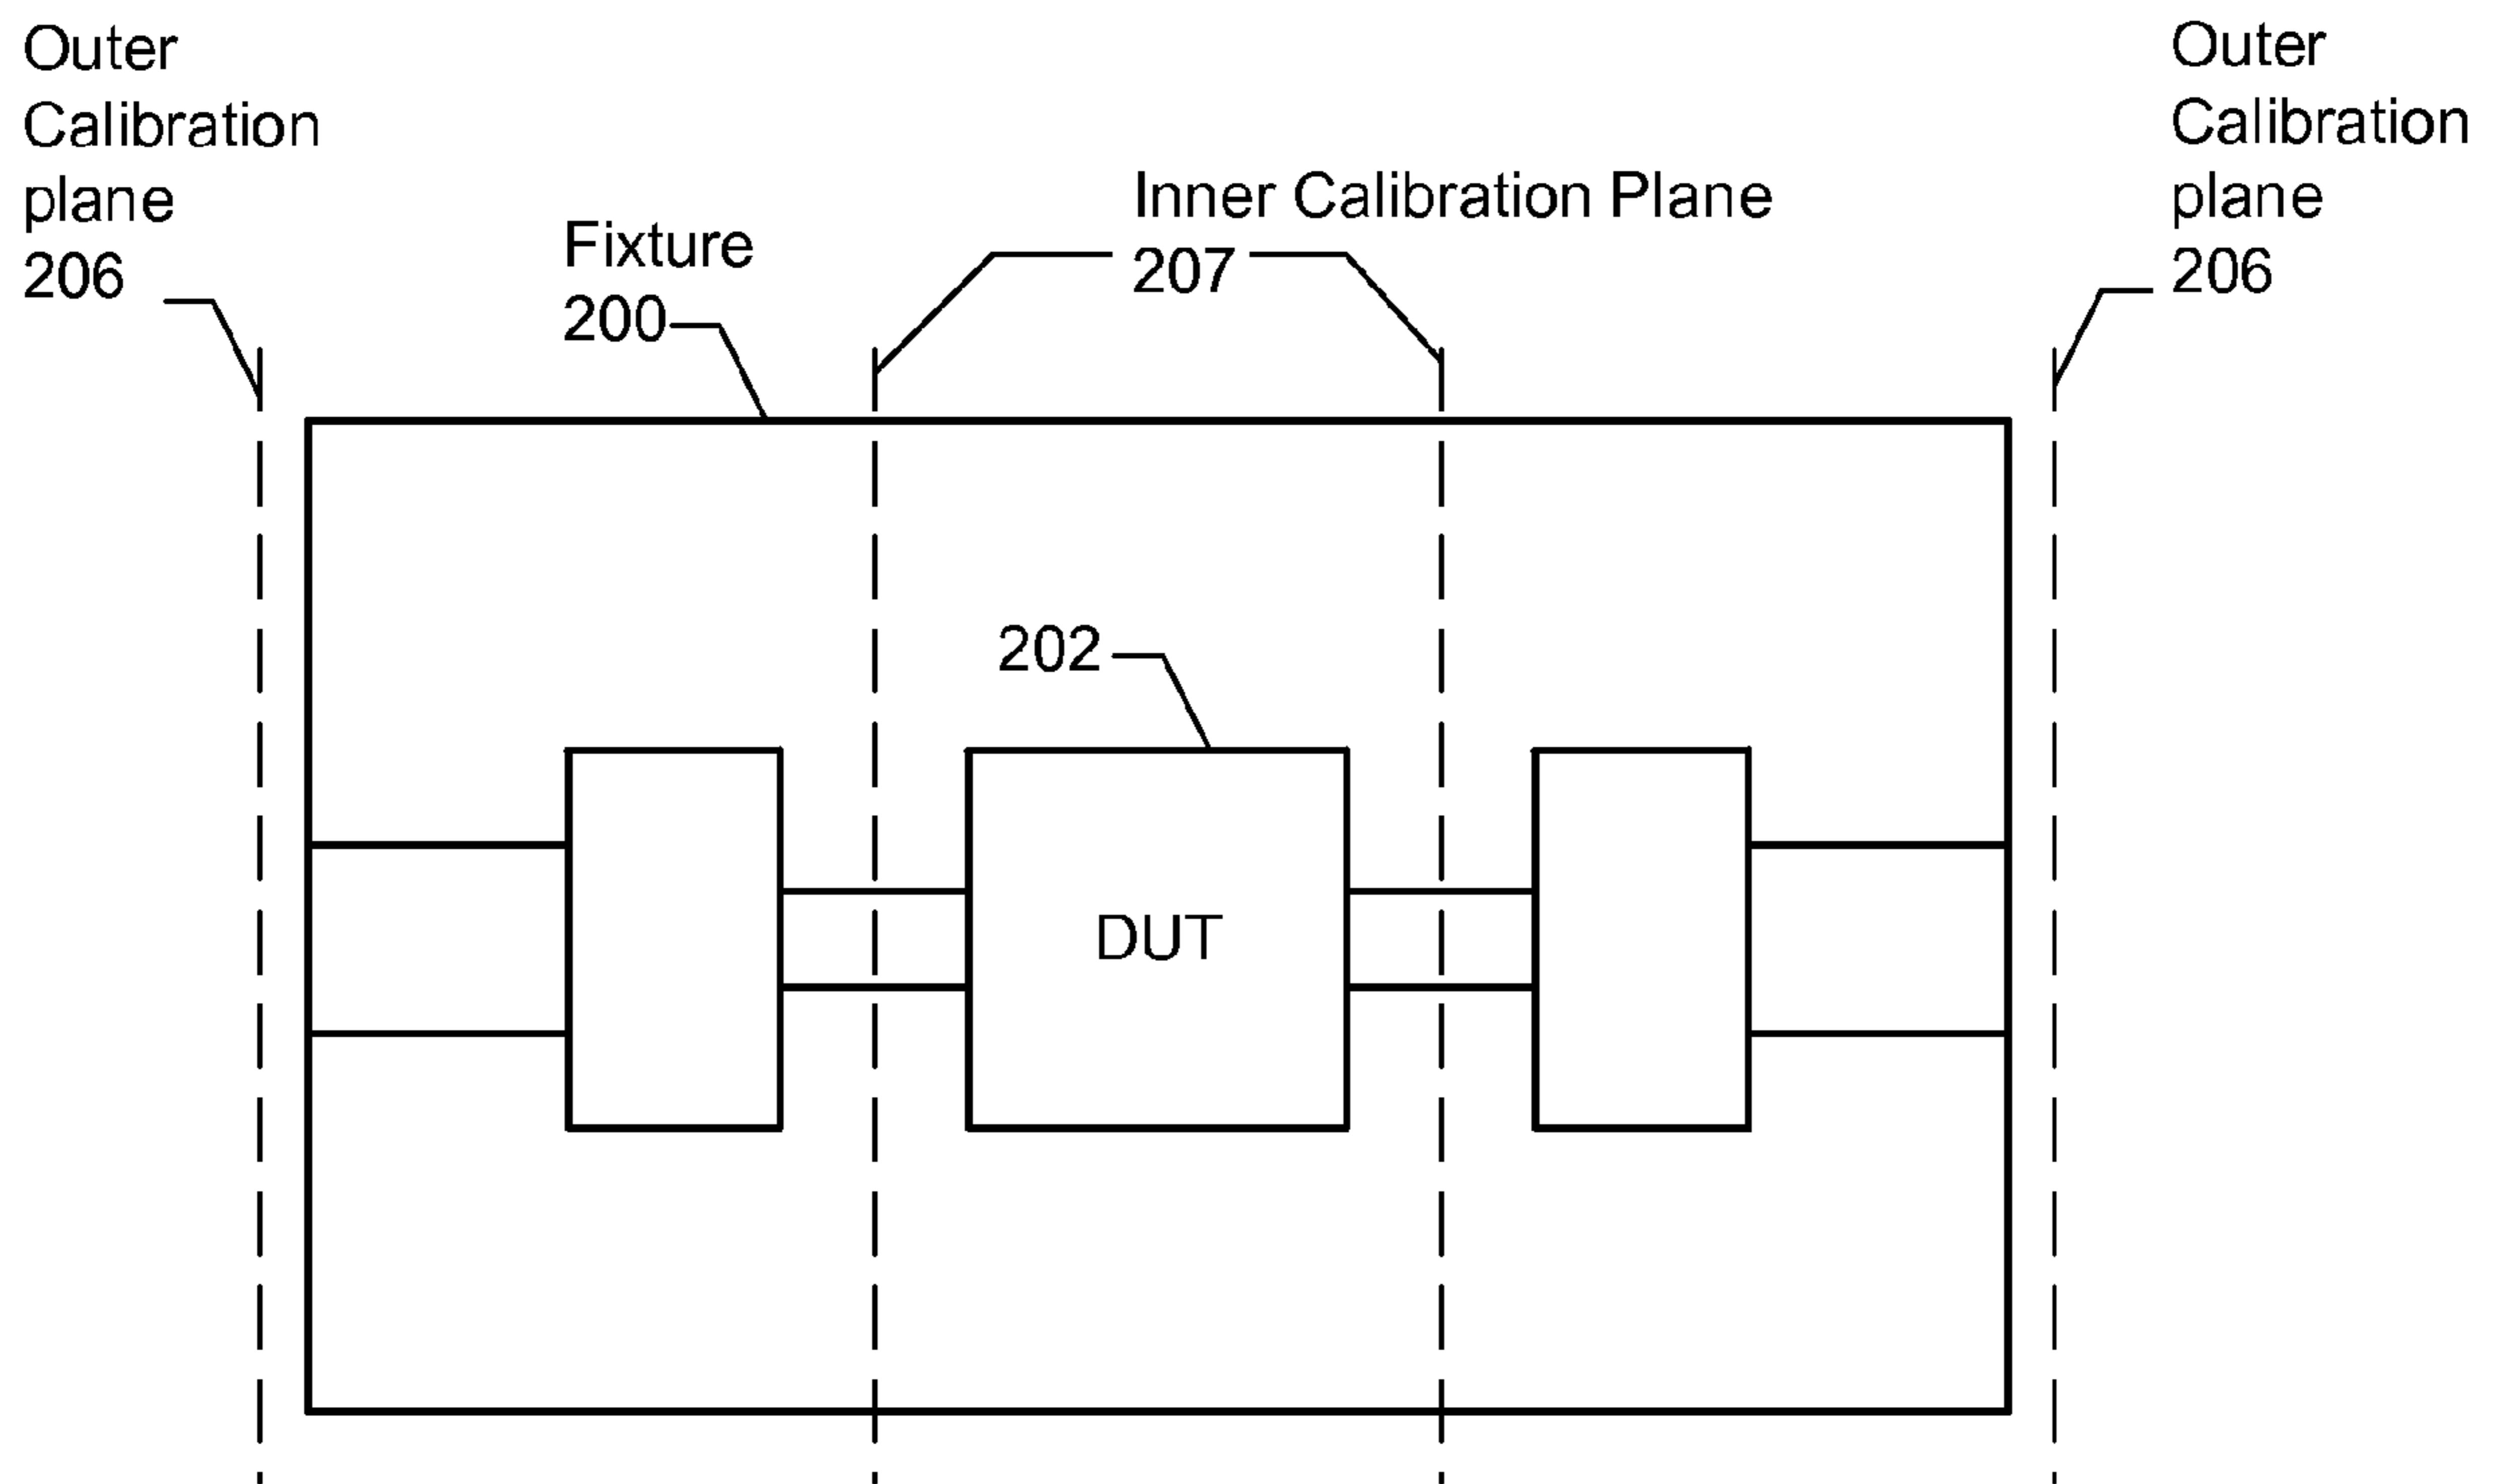 Outer
Calibration
plane
206
Fixture
200
Inner Calibration Plane
207
Outer
Calibration
plane
206
202
DUT